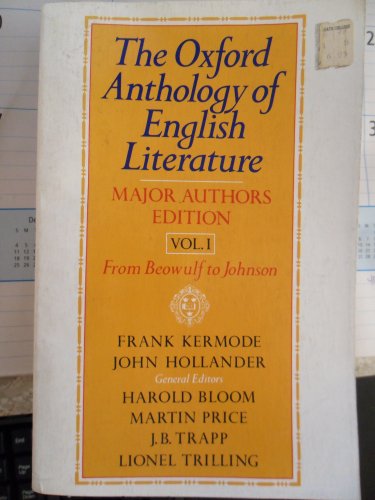 The Oxford
Anthology of
English
Literature
MAJOR AUTHORS
EDITION
VOL. I
From Beowulf to Johnson
FRANK KERMODE
JOHN HOLLANDER
General Editors
HAROLD BLOOM
MARTIN PRICE
J.B. TRAPP
LIONEL TRILLING